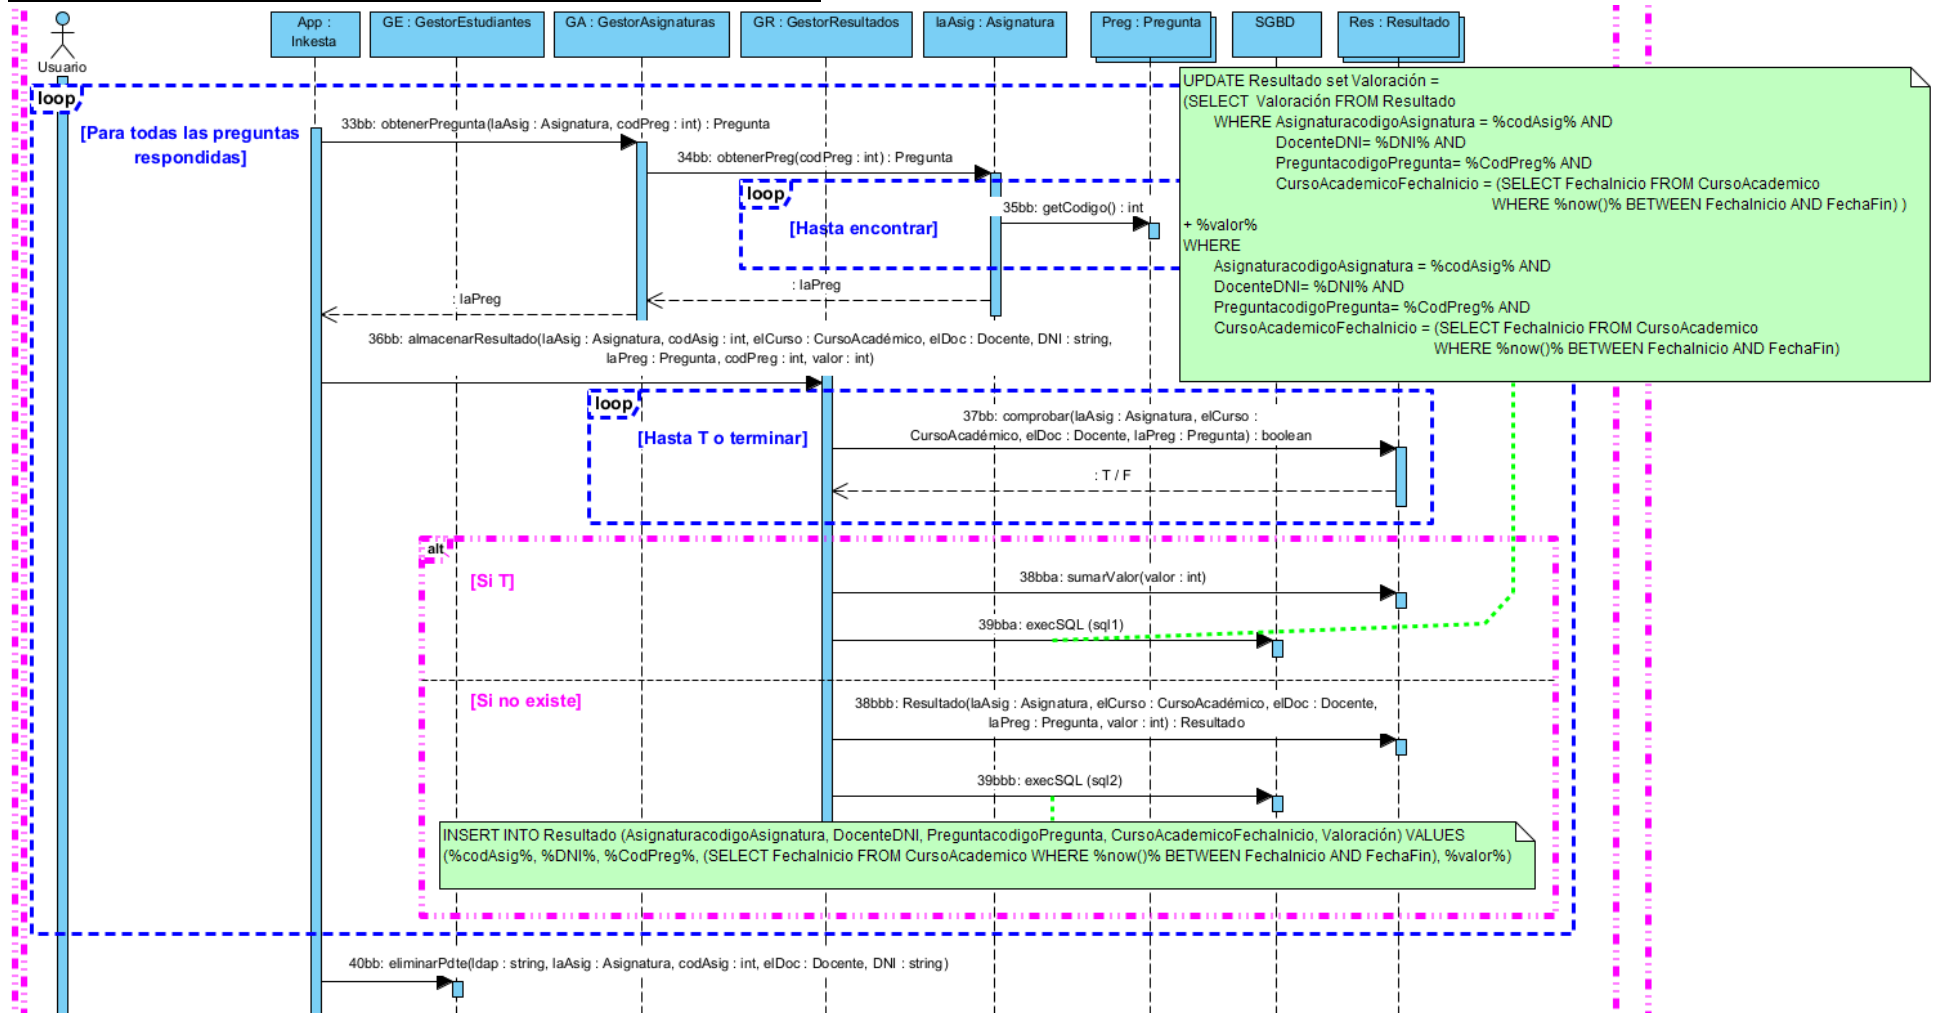 App :
Inkesta
GE : GestorEstudiantes
GA : GestorAsignaturas
GR : GestorResultados
laAsig : Asignatura
Preg : Pregunta
SGBD
Res : Resultado
Usuario
loop
[Para todas las preguntas
respondidas]
33bb: obtenerPregunta(laAsig : Asignatura, codPreg : int) : Pregunta
34bb: obtenerPreg(codPreg : int) : Pregunta
loop
[Hasta encontrar]
35bb: getCodigo() : int
: laPreg
: laPreg
UPDATE Resultado set Valoración =
(SELECT Valoración FROM Resultado
WHERE AsignaturacodigoAsignatura = %codAsig% AND
DocenteDNI= %DNI% AND
PreguntacodigoPregunta= %CodPreg% AND
CursoAcademicoFechaInicio = (SELECT FechaInicio FROM CursoAcademico
WHERE %now()% BETWEEN FechaInicio AND FechaFin) )
+ %valor%
WHERE
AsignaturacodigoAsignatura = %codAsig% AND
DocenteDNI= %DNI% AND
PreguntacodigoPregunta= %CodPreg% AND
CursoAcademicoFechaInicio = (SELECT FechaInicio FROM CursoAcademico
WHERE %now()% BETWEEN FechaInicio AND FechaFin)
36bb: almacenarResultado(laAsig : Asignatura, codAsig : int, elCurso : CursoAcadémico, elDoc : Docente, DNI : string,
laPreg : Pregunta, codPreg : int, valor : int)
loop
[Hasta T o terminar]
37bb: comprobar(laAsig : Asignatura, elCurso :
CursoAcadémico, elDoc : Docente, laPreg : Pregunta) : boolean
: T / F
alt
[Si T]
38bba: sumarValor(valor : int)
39bba: execSQL (sql1)
[Si no existe]
38bbb: Resultado(laAsig : Asignatura, elCurso : CursoAcadémico, elDoc : Docente,
laPreg : Pregunta, valor : int) : Resultado
39bbb: execSQL (sql2)
INSERT INTO Resultado (AsignaturacodigoAsignatura, DocenteDNI, PreguntacodigoPregunta, CursoAcademicoFechaInicio, Valoración) VALUES
(%codAsig%, %DNI%, %CodPreg%, (SELECT FechaInicio FROM CursoAcademico WHERE %now()% BETWEEN FechaInicio AND FechaFin), %valor%)
40bb: eliminarPdte(ldap : string, laAsig : Asignatura, codAsig : int, elDoc : Docente, DNI : string)